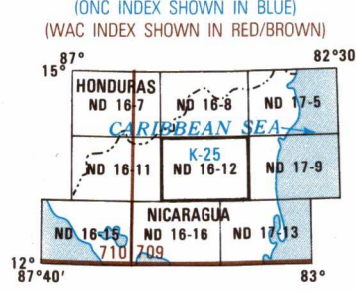 (ONC INDEX SHOWN IN BLUE)
(WAC INDEX SHOWN IN RED/BROWN)
87° 82°30
15°
HONDURAS
ND 16-7 ND 16-8 ND 17-5
CARIBBEAN SEA
K-25
ND 16-11 ND 16-12 ND 17-9
NICARAGUA
ND 16-15 ND 16-16 ND 17-13
710 709
12°
87°40' 83°